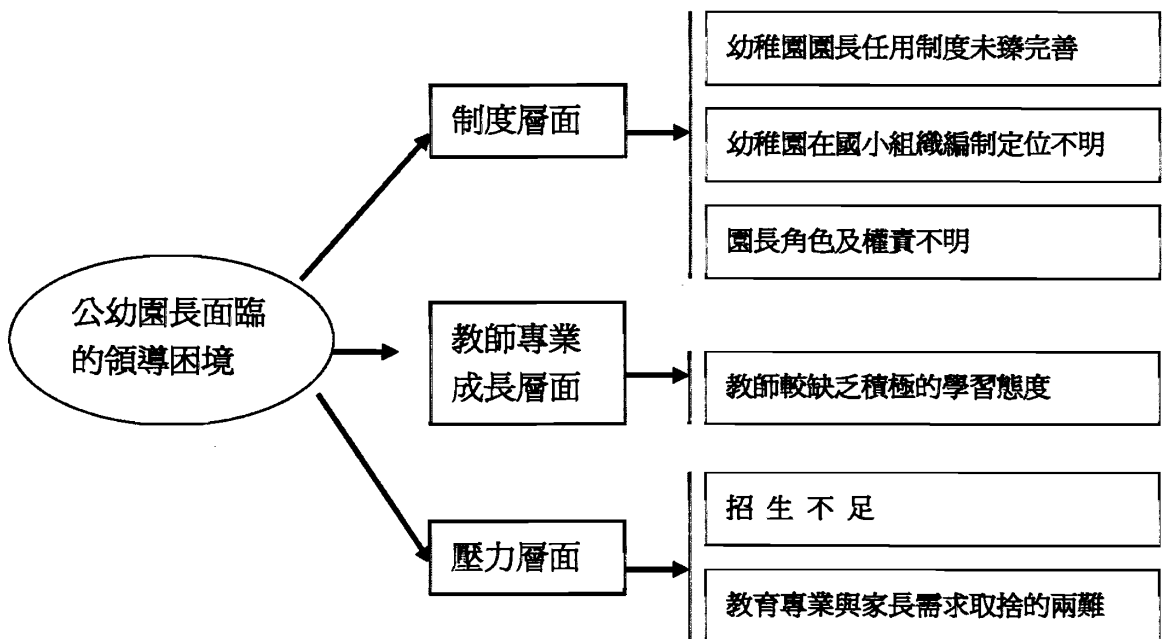 公幼園長面臨
的領導困境
制度層面
幼稚園園長任用制度未臻完善
幼稚園在國小組織編制定位不明
園長角色及權責不明
教師專業
成長層面
教師較缺乏積極的學習態度
壓力層面
招生不足
教育專業與家長需求取捨的兩難